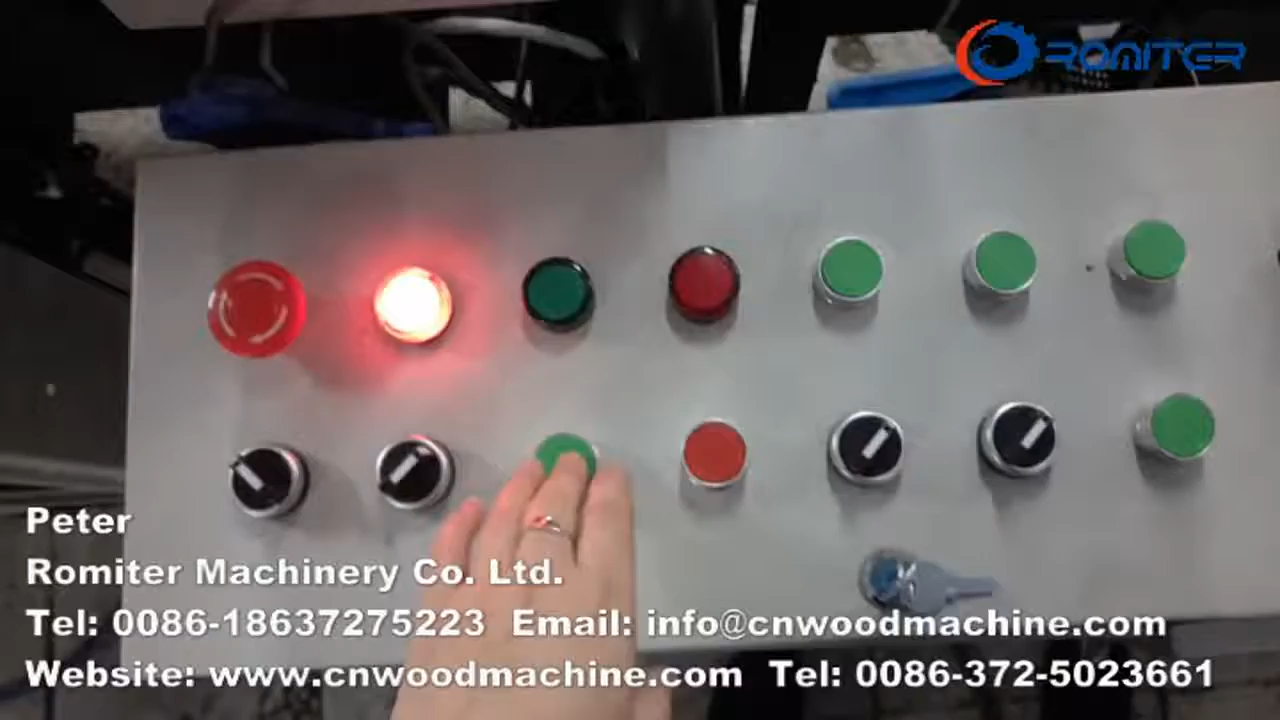 ROMITER
Peter
Romiter Machinery Co. Ltd.
Tel: 0086-18637275223 Email: info@cnwoodmachine.com
Website: www.cnwoodmachine.com Tel: 0086-372-5023661